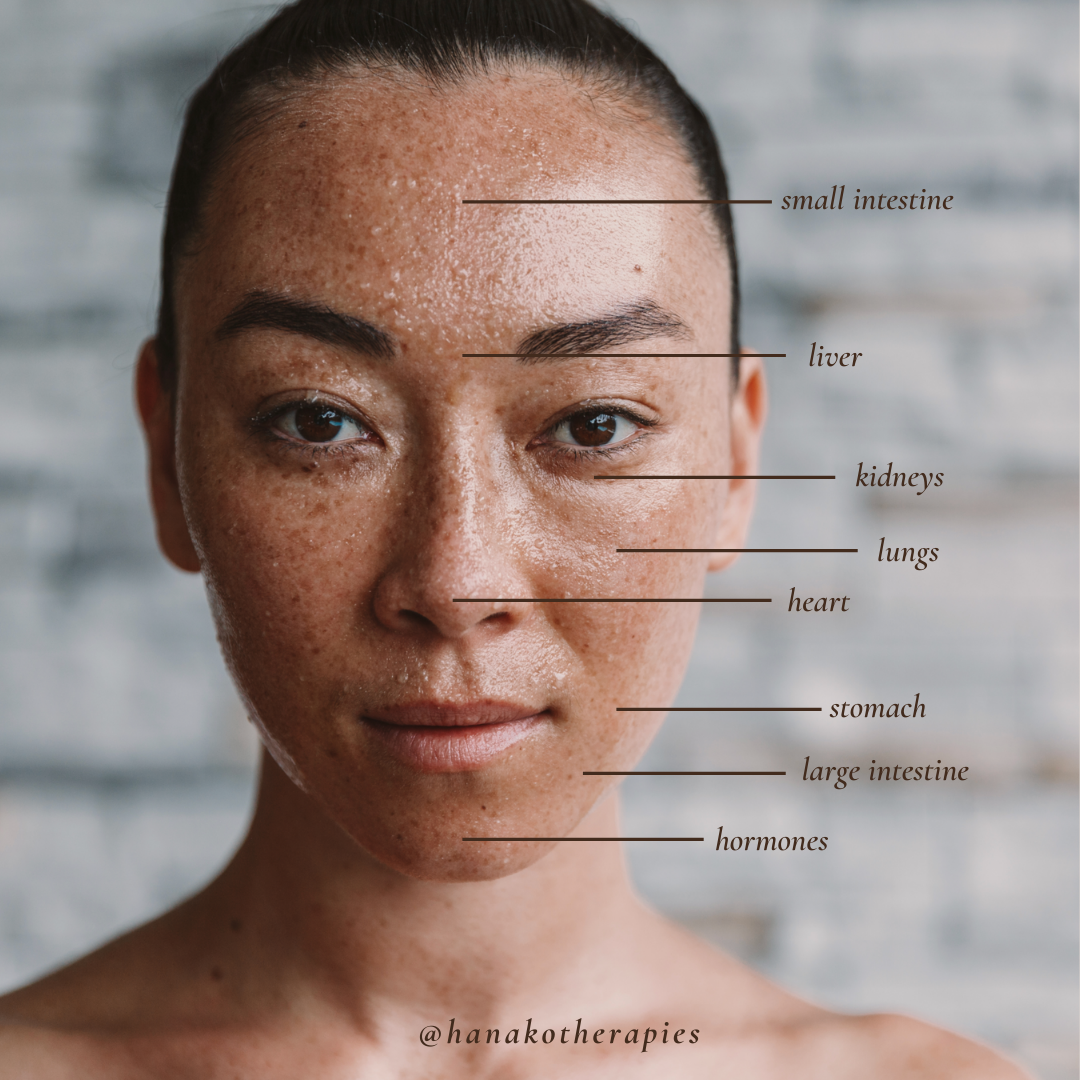 small intestine
liver
kidneys
lungs
heart
stomach
large intestine
hormones
@hanakotherapies